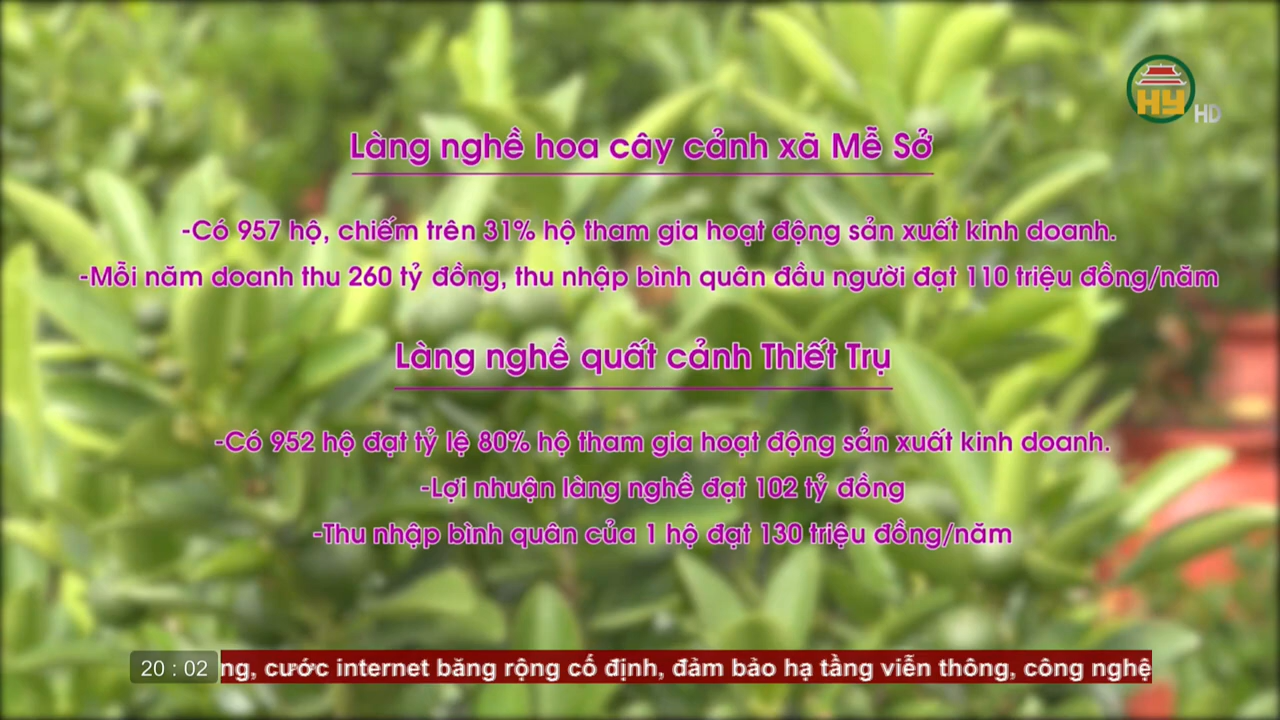 HY HD
Làng nghề hoa cây cảnh xã Mễ Sở
-Có 957 hộ, chiếm trên 31% hộ tham gia hoạt động sản xuất kinh doanh.
-Mỗi năm doanh thu 260 tỷ đồng, thu nhập bình quân đầu người đạt 110 triệu đồng/năm
Làng nghề quất cảnh Thiết Trụ
-Có 952 hộ đạt tỷ lệ 80% hộ tham gia hoạt động sản xuất kinh doanh.
-Lợi nhuận làng nghề đạt 102 tỷ đồng
-Thu nhập bình quân của 1 hộ đạt 130 triệu đồng/năm
20 : 02 ng, cước internet băng rộng cố định, đảm bảo hạ tầng viễn thông, công nghệ